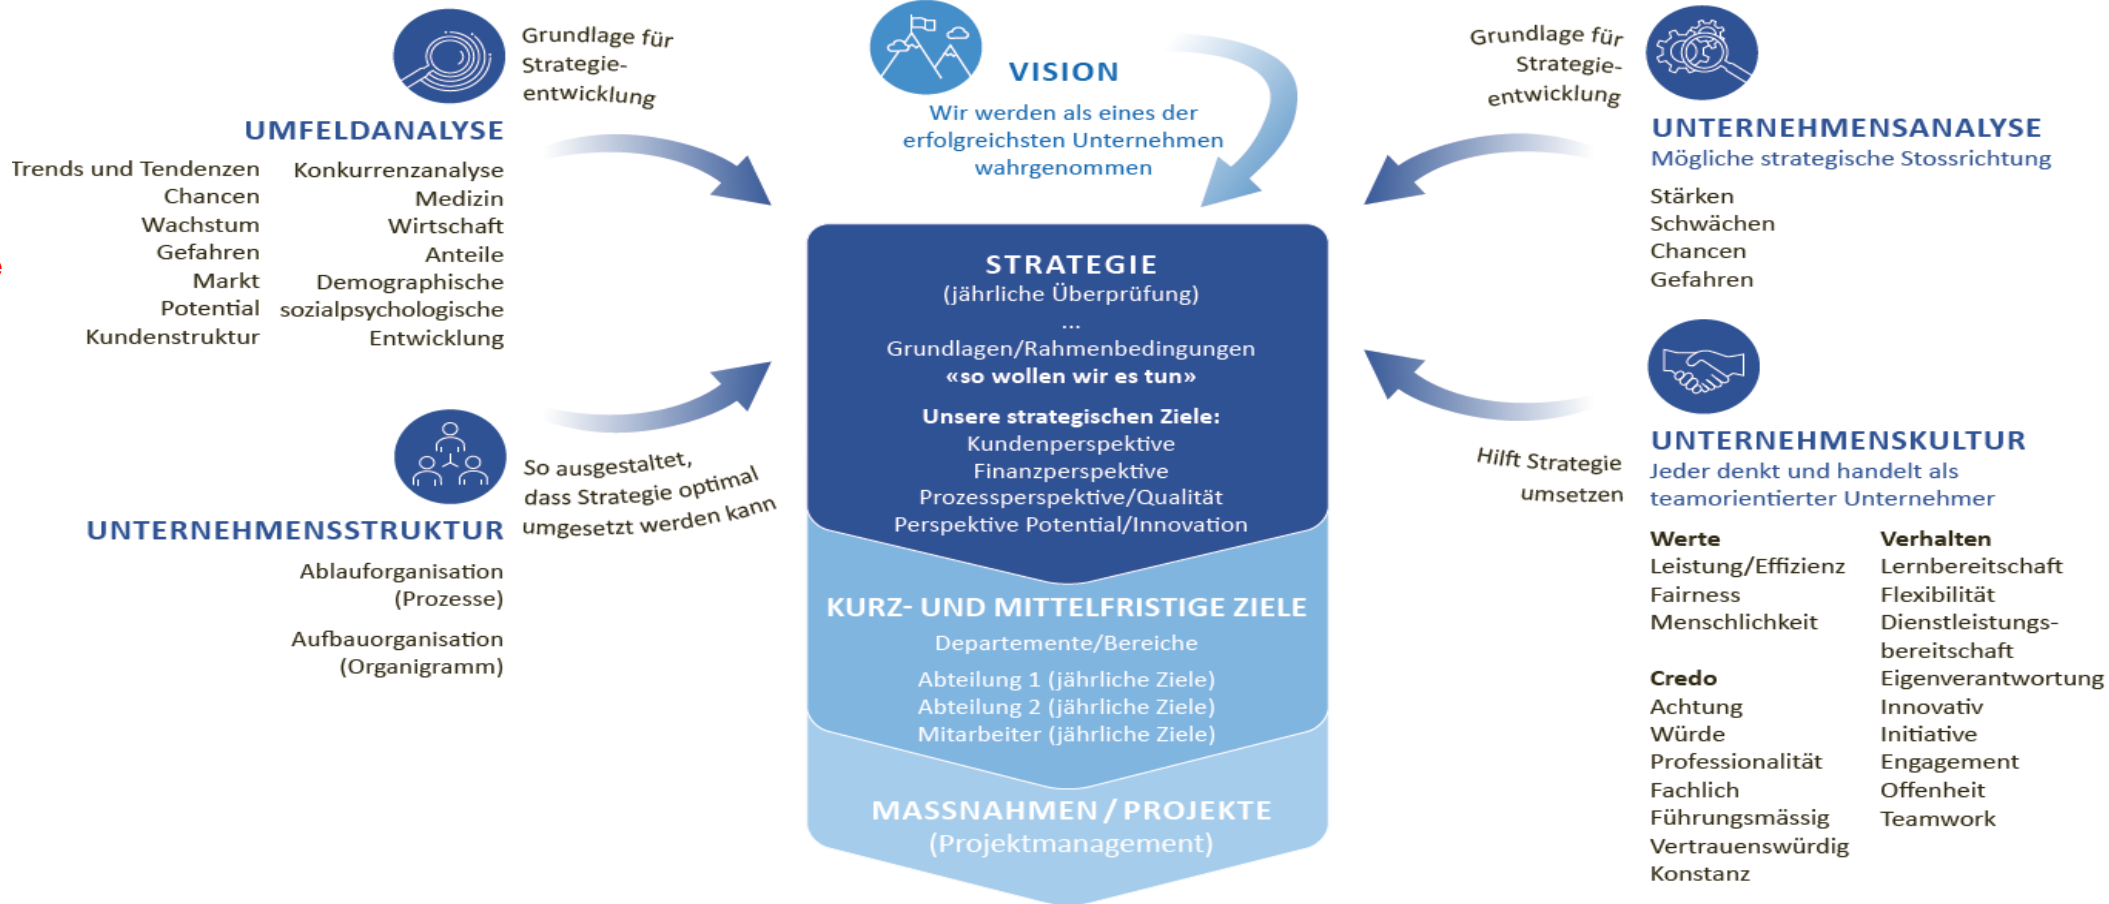 Grundlage für
Strategie-
entwicklung
UMFELDANALYSE
Trends und Tendenzen
Chancen
Wachstum
Gefahren
Markt
Potential
Kundenstruktur
Konkurrenzanalyse
Medizin
Wirtschaft
Anteile
Demographische
sozialpsychologische
Entwicklung
So ausgestaltet,
dass Strategie optimal
umgesetzt werden kann
UNTERNEHMENSSTRUKTUR
Ablauforganisation
(Prozesse)
Aufbauorganisation
(Organigramm)
VISION
Wir werden als eines der
erfolgreichsten Unternehmen
wahrgenommen
STRATEGIE
(jährliche Überprüfung)
...
Grundlagen/Rahmenbedingungen
«so wollen wir es tun»
Unsere strategischen Ziele:
Kundenperspektive
Finanzperspektive
Prozessperspektive/Qualität
Perspektive Potential/Innovation
KURZ- UND MITTELFRISTIGE ZIELE
Departemente/Bereiche
Abteilung 1 (jährliche Ziele)
Abteilung 2 (jährliche Ziele)
Mitarbeiter (jährliche Ziele)
MASSNAHMEN / PROJEKTE
(Projektmanagement)
Grundlage für
Strategie-
entwicklung
UNTERNEHMENSANALYSE
Mögliche strategische Stossrichtung
Stärken
Schwächen
Chancen
Gefahren
Hilft Strategie
umsetzen
UNTERNEHMENSKULTUR
Jeder denkt und handelt als
teamorientierter Unternehmer
Werte
Leistung/Effizienz
Fairness
Menschlichkeit
Credo
Achtung
Würde
Professionalität
Fachlich
Führungsmässig
Vertrauenswürdig
Konstanz
Verhalten
Lernbereitschaft
Flexibilität
Dienstleistungs-
bereitschaft
Eigenverantwortung
Innovativ
Initiative
Engagement
Offenheit
Teamwork